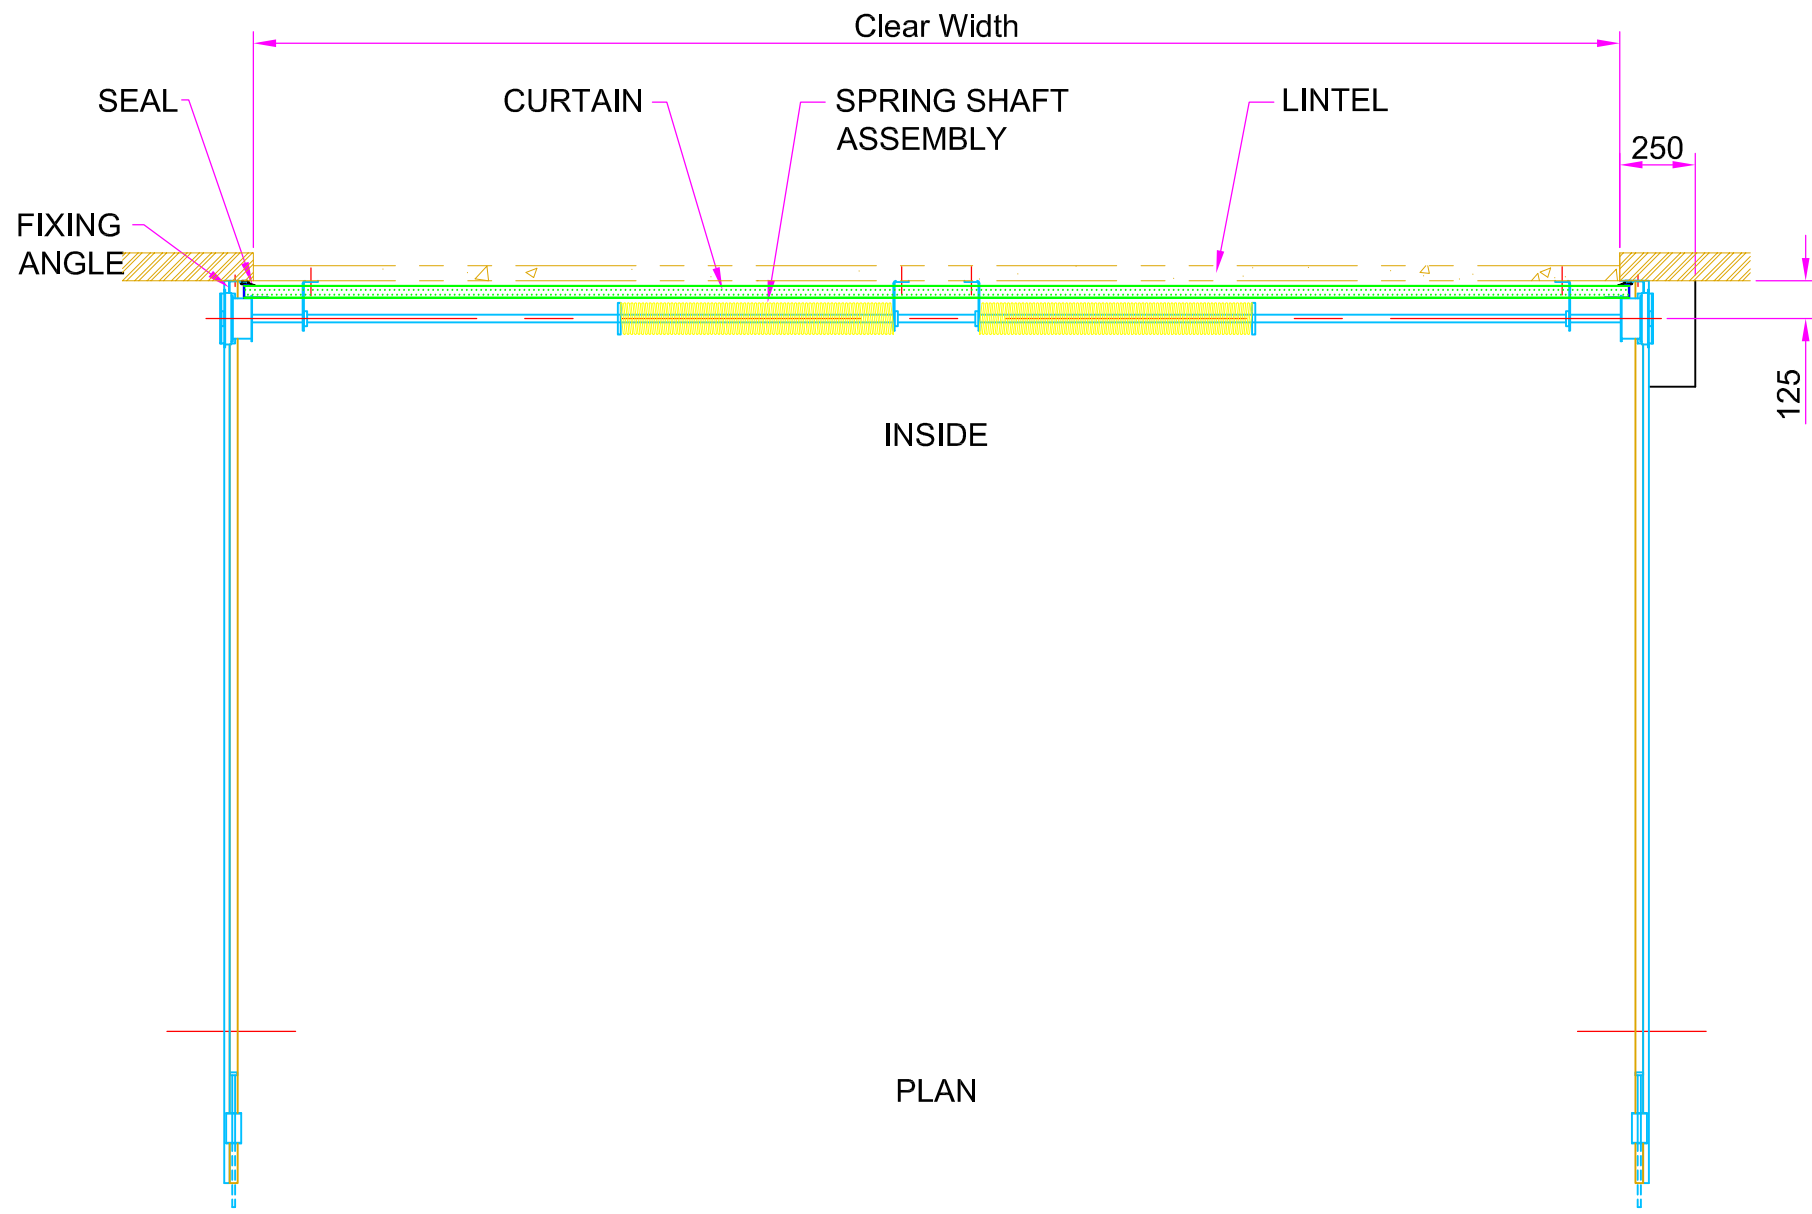 Clear Width
SEAL
CURTAIN
SPRING SHAFT
ASSEMBLY
LINTEL
250
FIXING
ANGLE
125
INSIDE
PLAN